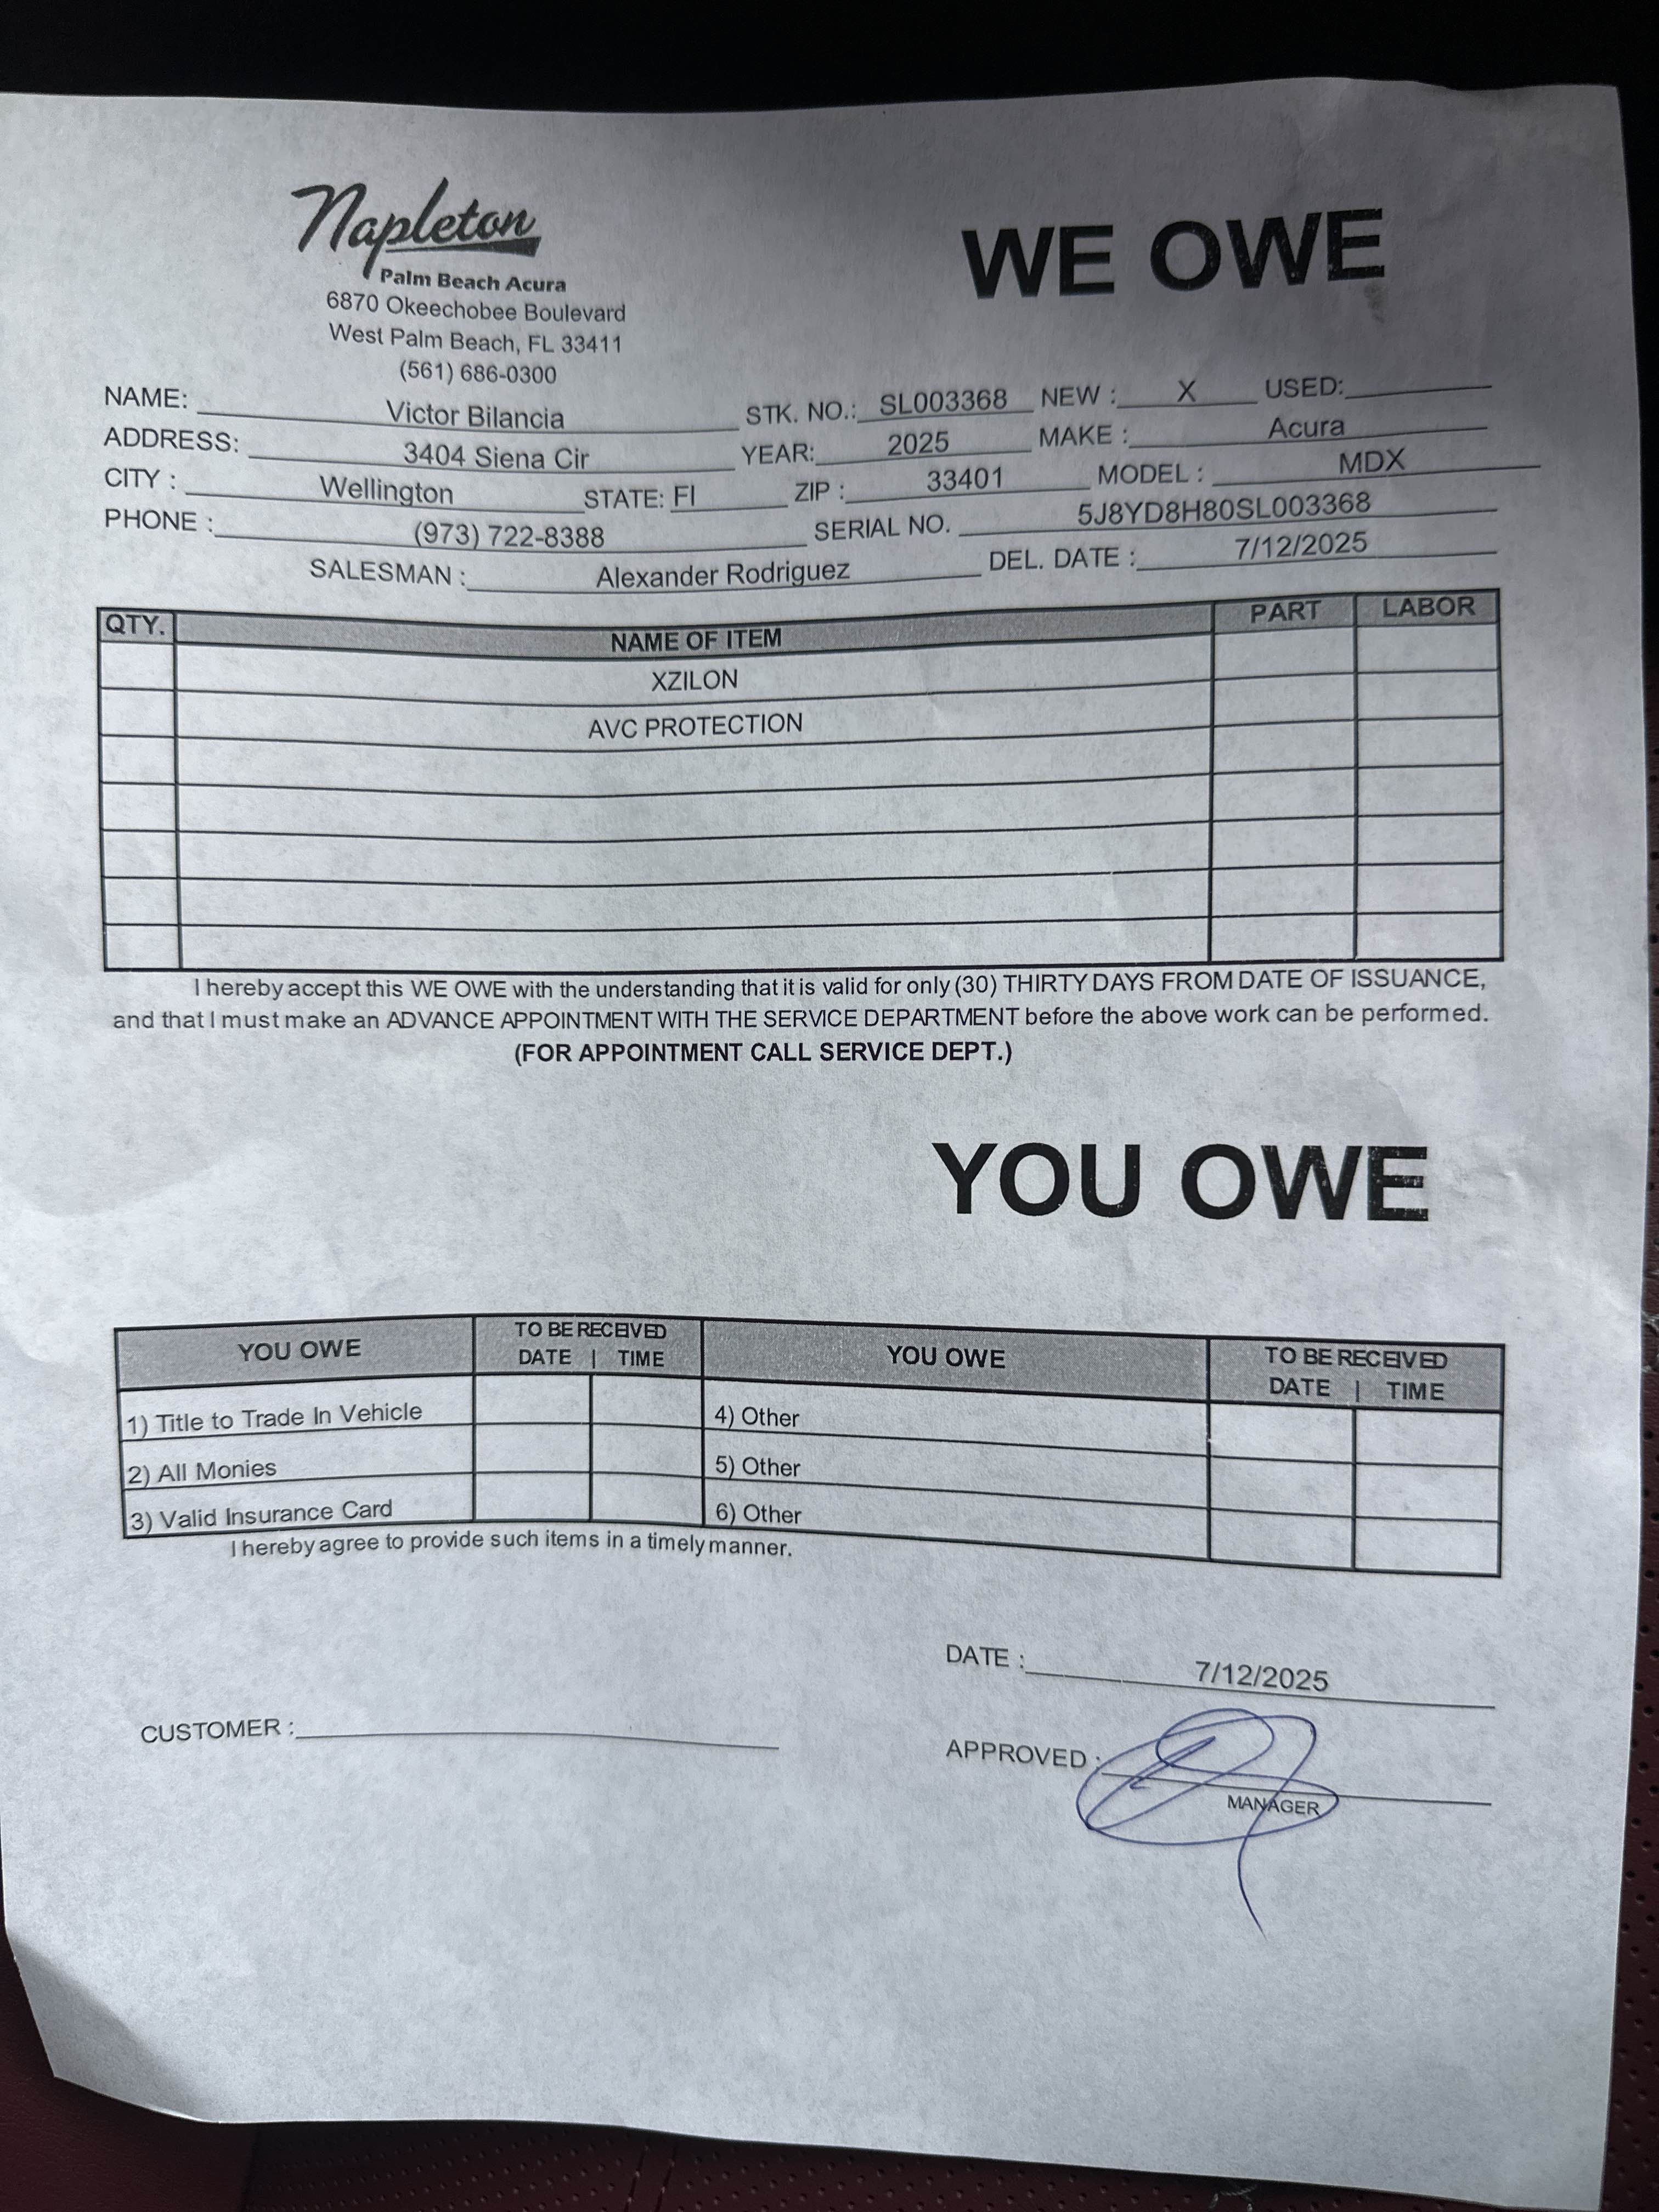 Napleton
Palm Beach Acura
6870 Okeechobee Boulevard
West Palm Beach, FL 33411
(561) 686-0300
WE OWE
NAME: Victor Bilancia STK. NO.: SL003368 NEW : X USED:
ADDRESS: 3404 Siena Cir YEAR: 2025 MAKE : Acura
CITY : Wellington STATE: Fl ZIP : 33401 MODEL : MDX
PHONE : (973) 722-8388 SERIAL NO. 5J8YD8H80SL003368
SALESMAN : Alexander Rodriguez DEL. DATE : 7/12/2025
QTY. NAME OF ITEM PART LABOR
XZILON
AVC PROTECTION
I hereby accept this WE OWE with the understanding that it is valid for only (30) THIRTY DAYS FROM DATE OF ISSUANCE,
and that I must make an ADVANCE APPOINTMENT WITH THE SERVICE DEPARTMENT before the above work can be performed.
(FOR APPOINTMENT CALL SERVICE DEPT.)
YOU OWE
YOU OWE TO BE RECEIVED YOU OWE TO BE RECEIVED
DATE | TIME DATE | TIME
1) Title to Trade In Vehicle 4) Other
2) All Monies 5) Other
3) Valid Insurance Card 6) Other
I hereby agree to provide such items in a timely manner.
DATE : 7/12/2025
CUSTOMER : APPROVED :
MANAGER